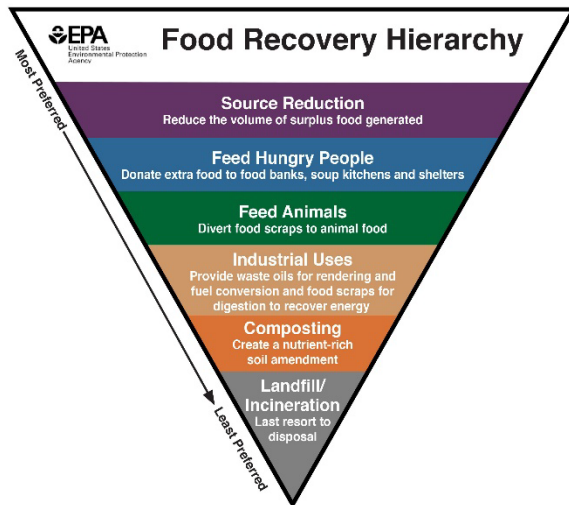 EPA
United States
Environmental Protection
Agency
Food Recovery Hierarchy
Most Preferred
Source Reduction
Reduce the volume of surplus food generated
Feed Hungry People
Donate extra food to food banks, soup kitchens and shelters
Feed Animals
Divert food scraps to animal food
Industrial Uses
Provide waste oils for rendering and
fuel conversion and food scraps for
digestion to recover energy
Composting
Create a nutrient-rich
soil amendment
Landfill/
Incineration
Last resort to
disposal
Least Preferred